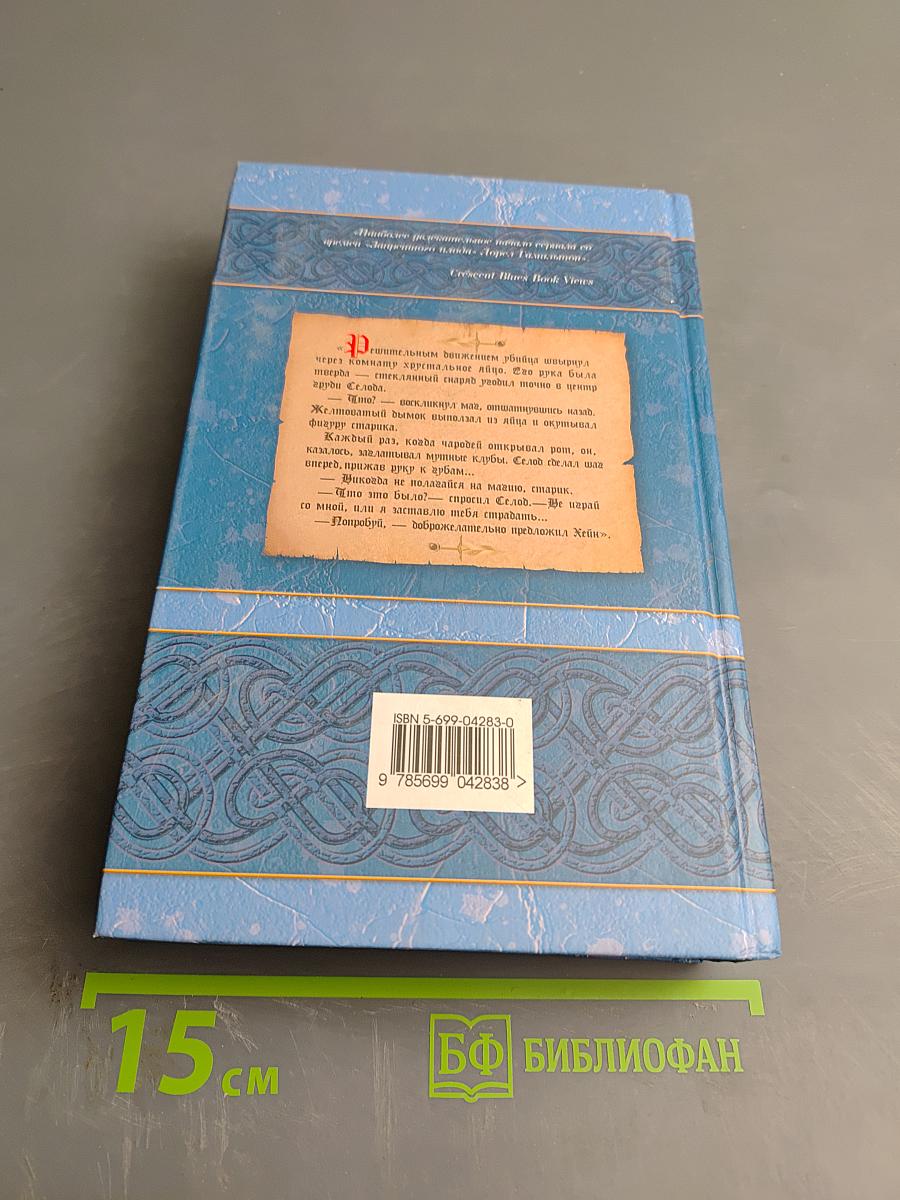 «Наиболее увлекательное начало сериала со
времен «Запретного плода» Лорел Гамильтон».
Crescent Blues Book Views
«Решительным движением убийца швырнул
через комнату хрустальное яйцо. Его рука была
тверда — стеклянный снаряд угодил точно в центр
груди Селода.
— Что? — воскликнул маг, отшатнувшись назад.
Желтоватый дымок выползал из яйца и окутывал
фигуру старика.
Каждый раз, когда чародей открывал рот, он,
казалось, заглатывал мутные клубы. Селод сделал шаг
вперед, прижав руку к губам...
— Никогда не полагайся на магию, старик.
— Что это было? — спросил Селод. — Не играй
со мной, или я заставлю тебя страдать...
— Попробуй, — доброжелательно предложил Хейн».
ISBN 5-699-04283-0
9 785699 042838 >
15 см
БФ БИБЛИОФАН